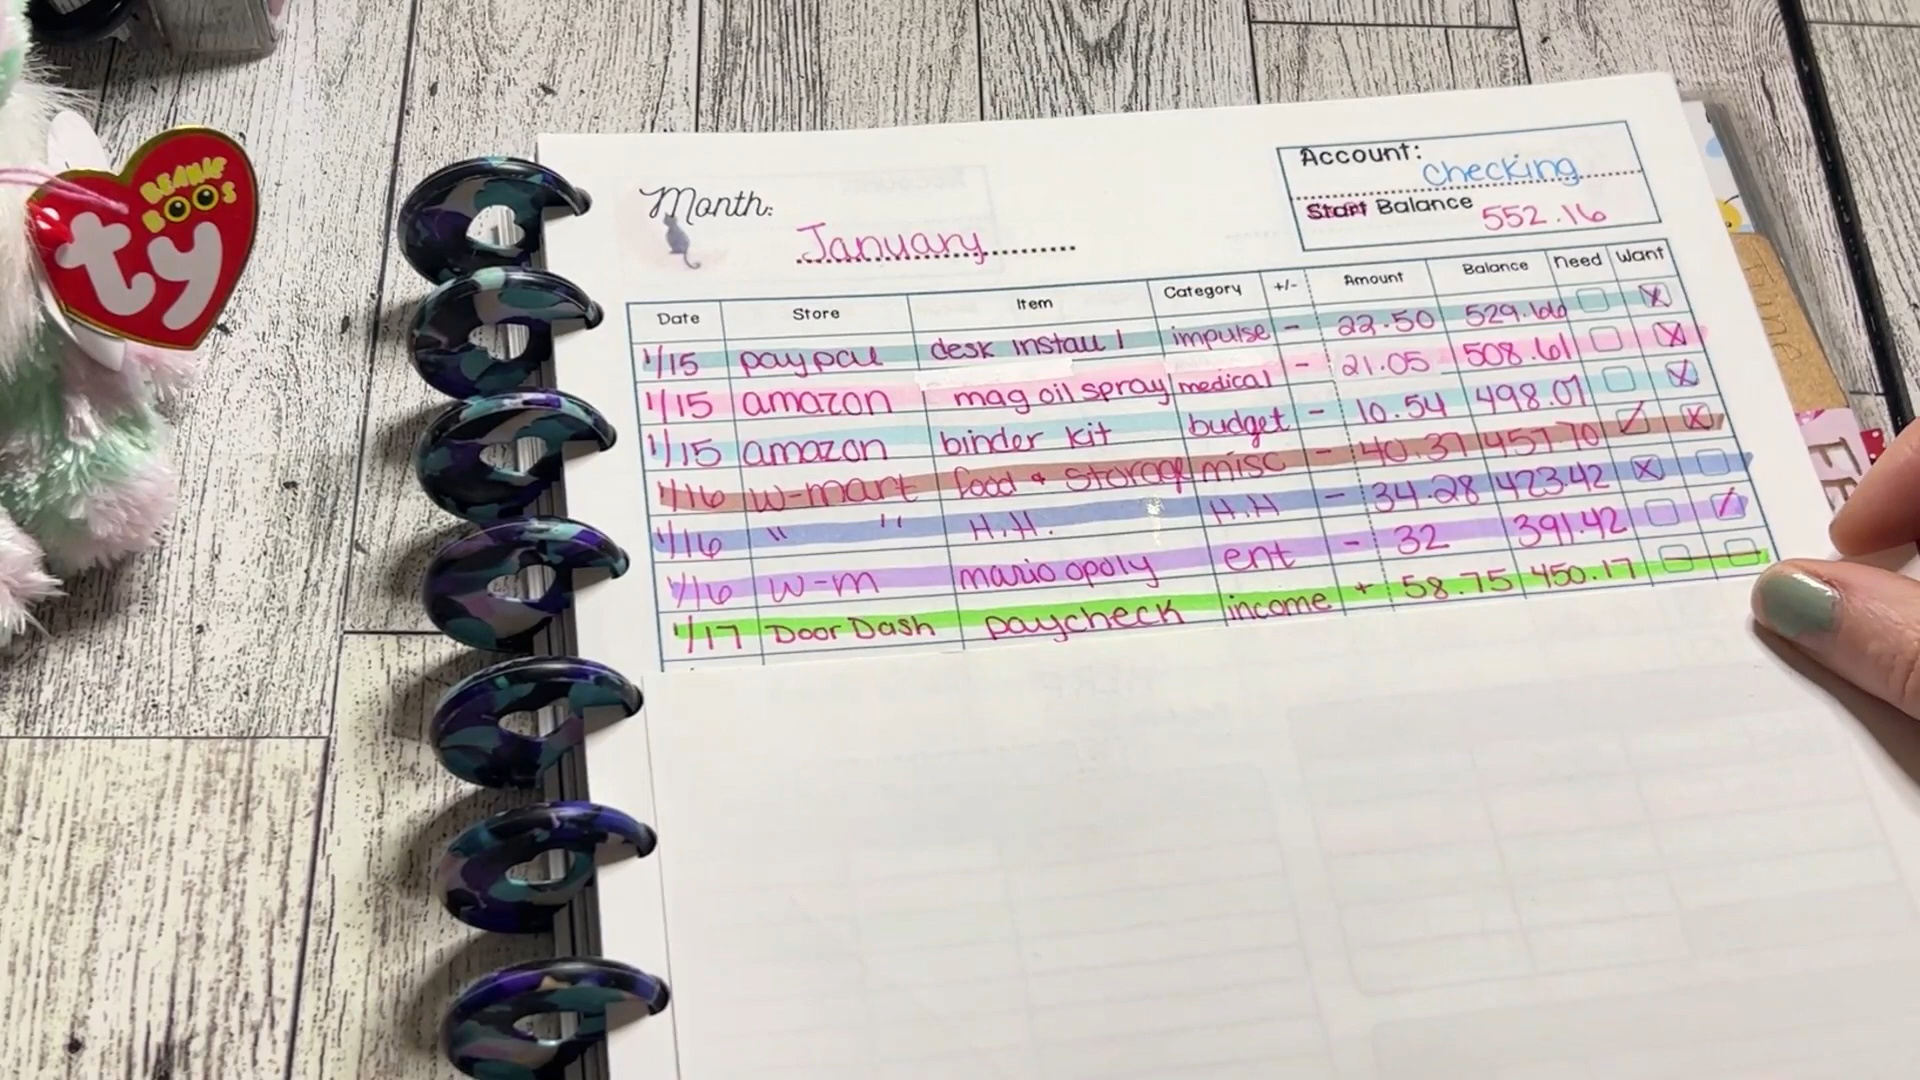 BEANIE
BOOS
ty
Account: checking
Start Balance 552.16
Month: January
Date Store Item Category +/- Amount Balance Need Want
1/15 paypal desk install 1 impulse - 22.50 529.66 X
1/15 amazon mag oil spray medical - 21.05 508.61 X
1/15 amazon binder kit budget - 10.54 498.07 X
1/16 w-mart food + storage misc - 40.37 457.70 / X
1/16 " " H.H. H.H - 34.28 423.42 X
1/16 w-m mario opoly ent - 32 391.42 /
1/17 Door Dash paycheck income + 58.75 450.17